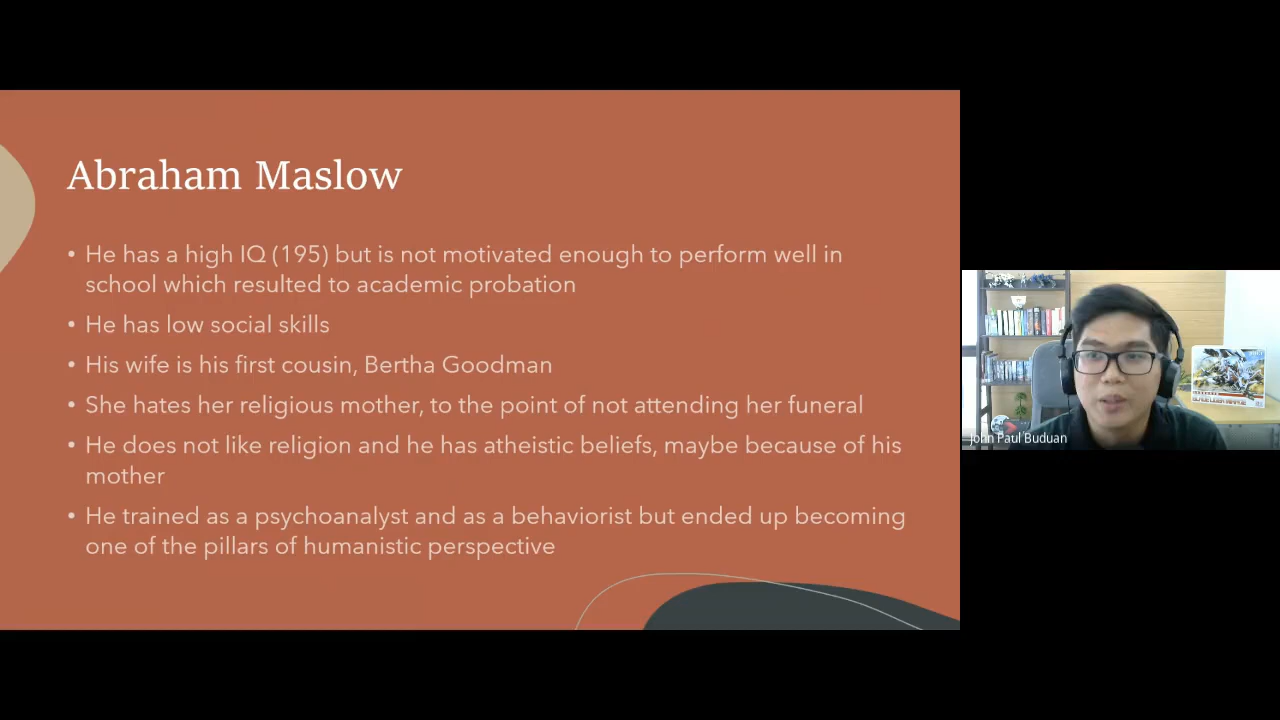 Abraham Maslow
• He has a high IQ (195) but is not motivated enough to perform well in
school which resulted to academic probation
• He has low social skills
• His wife is his first cousin, Bertha Goodman
• She hates her religious mother, to the point of not attending her funeral
• He does not like religion and he has atheistic beliefs, maybe because of his
mother
• He trained as a psychoanalyst and as a behaviorist but ended up becoming
one of the pillars of humanistic perspective
John Paul Buduan